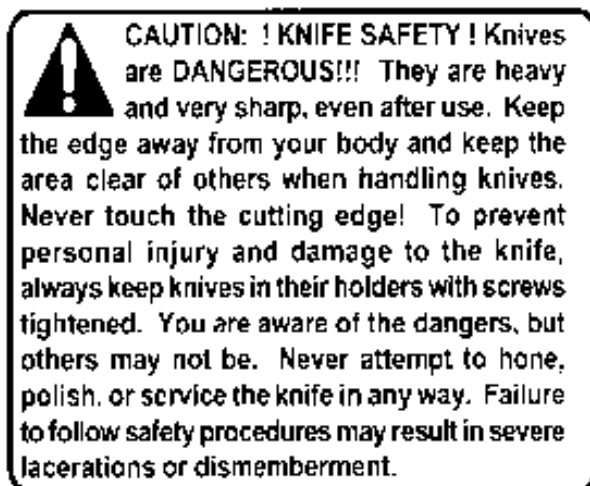 CAUTION: ! KNIFE SAFETY ! Knives
are DANGEROUS!!! They are heavy
and very sharp, even after use. Keep
the edge away from your body and keep the
area clear of others when handling knives.
Never touch the cutting edge! To prevent
personal injury and damage to the knife,
always keep knives in their holders with screws
tightened. You are aware of the dangers, but
others may not be. Never attempt to hone,
polish, or service the knife in any way. Failure
to follow safety procedures may result in severe
lacerations or dismemberment.